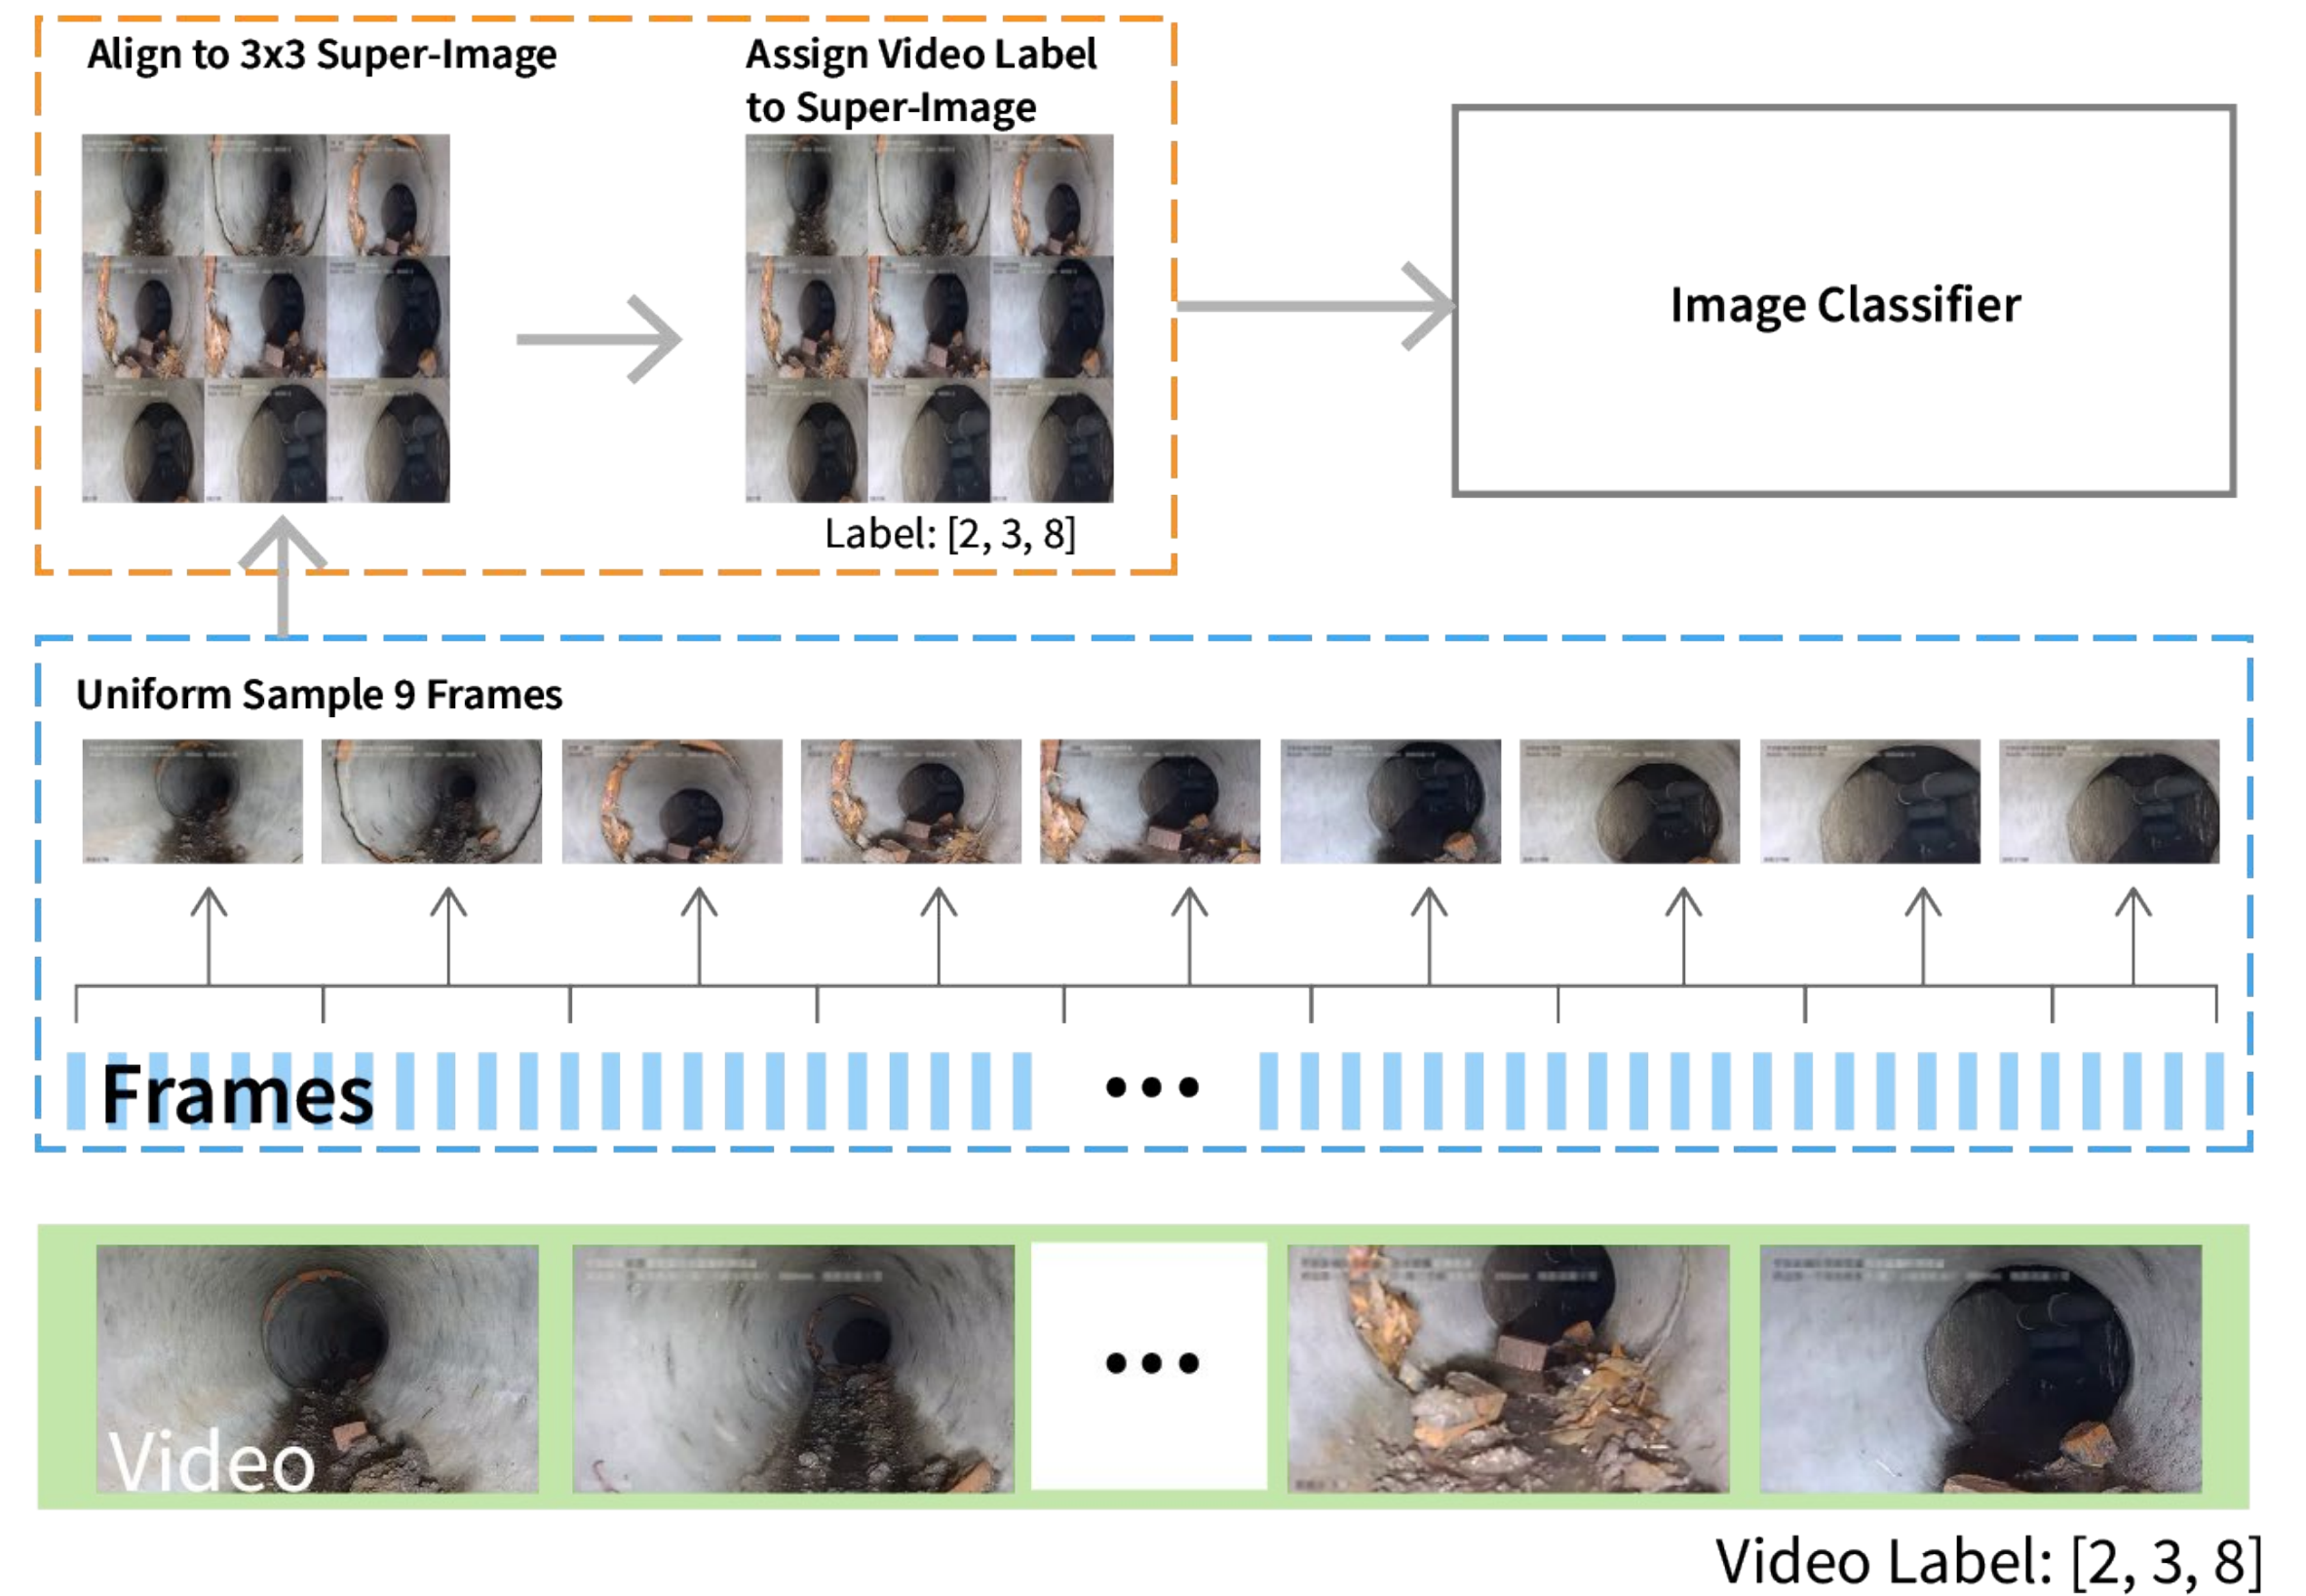 Align to 3x3 Super-Image
Assign Video Label
to Super-Image
Label: [2, 3, 8]
Image Classifier
Uniform Sample 9 Frames
Frames
Video
Video Label: [2, 3, 8]